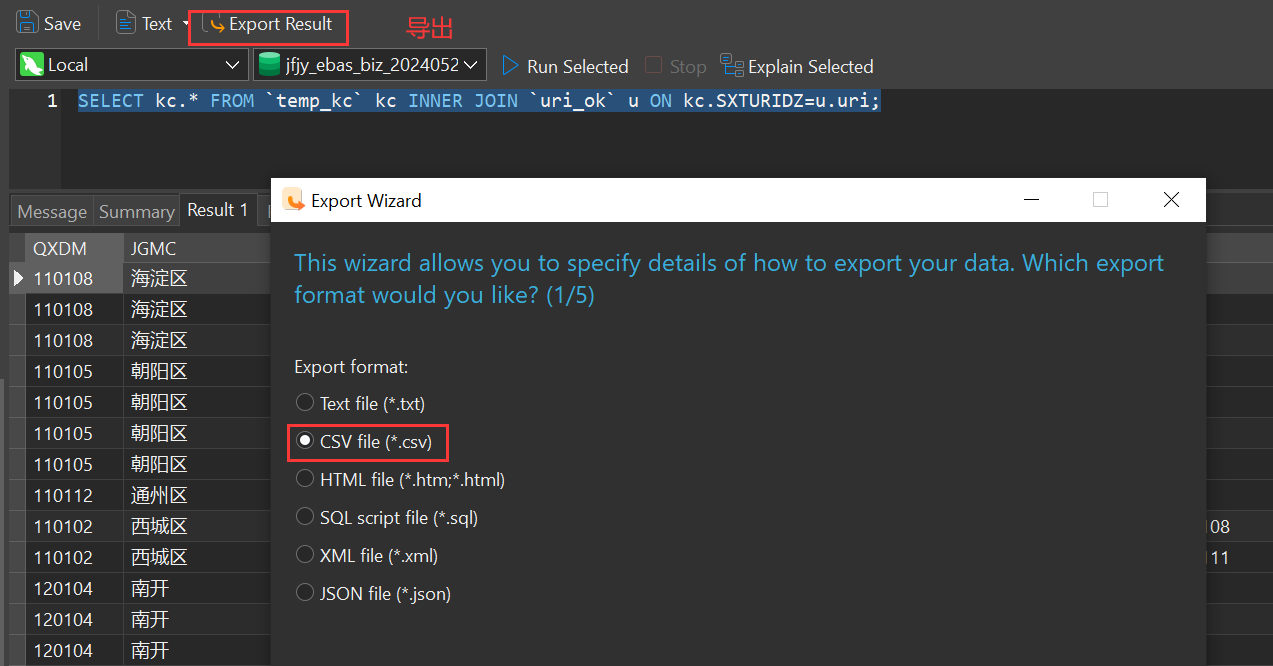 Save
Text
Export Result
导出
Local
jfjy_ebas_biz_2024052
Run Selected
Stop
Explain Selected
1
SELECT kc.* FROM `temp_kc` kc INNER JOIN `uri_ok` u ON kc.SXTURIDZ=u.uri;
Message
Summary
Result 1
Export Wizard
This wizard allows you to specify details of how to export your data. Which export
format would you like? (1/5)
Export format:
Text file (*.txt)
CSV file (*.csv)
HTML file (*.htm;*.html)
SQL script file (*.sql)
XML file (*.xml)
JSON file (*.json)
QXDM JGMC
110108 海淀区
110108 海淀区
110108 海淀区
110105 朝阳区
110105 朝阳区
110105 朝阳区
110105 朝阳区
110112 通州区
110102 西城区 08
110102 西城区 11
120104 南开
120104 南开
120104 南开